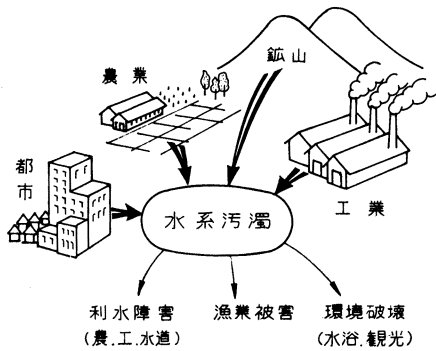 鉱山
農業
都市
工業
水系汚濁
利水障害
(農.工.水道)
漁業被害
環境破壊
(水浴.観光)